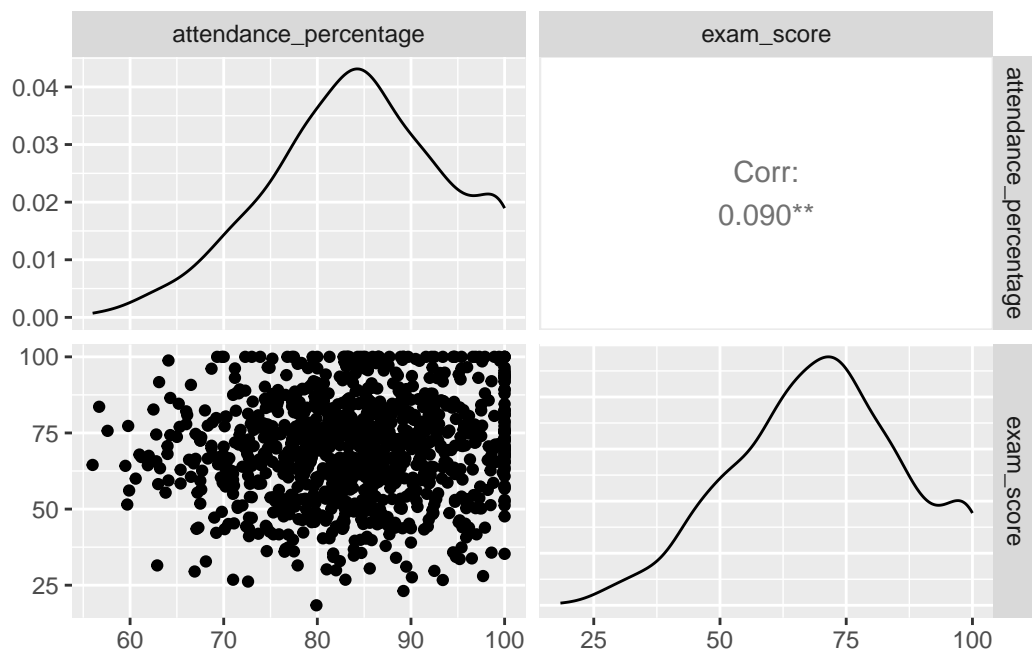 attendance_percentage
exam_score
0.04
0.03
0.02
0.01
0.00
Corr:
0.090**
attendance_percentage
100
75
50
25
exam_score
60 70 80 90 100
25 50 75 100